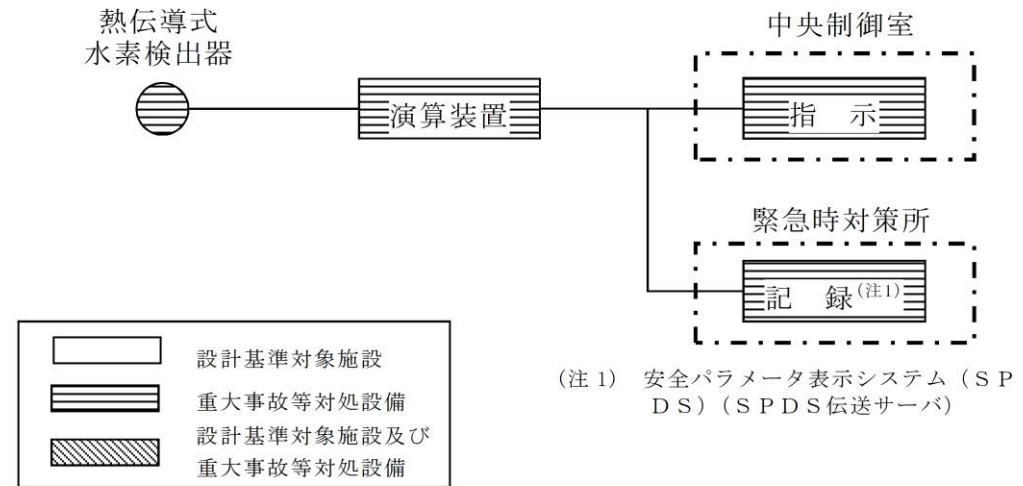 熱伝導式
水素検出器
演算装置
中央制御室
指　示
緊急時対策所
記　録(注1)
設計基準対象施設
重大事故等対処設備
設計基準対象施設及び
重大事故等対処設備
(注 1)　安全パラメータ表示システム（ＳＰ
ＤＳ）（ＳＰＤＳ伝送サーバ）